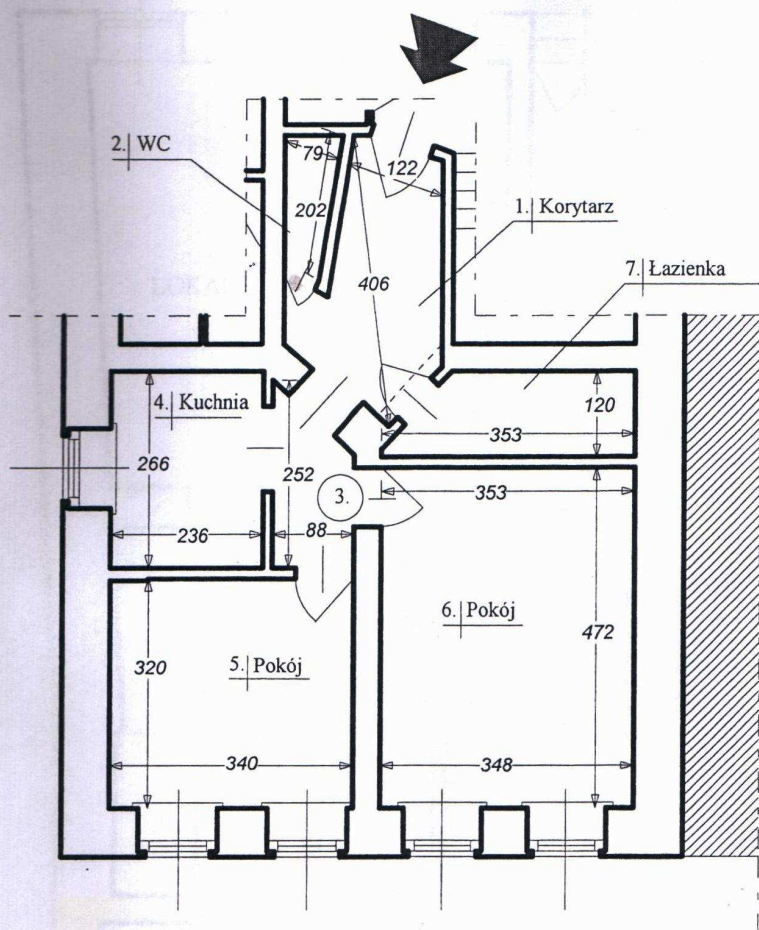 2. WC
79
122
202
1. Korytarz
406
7. Łazienka
4. Kuchnia
120
353
266
252
3.
353
236
88
6. Pokój
472
320
5. Pokój
340
348